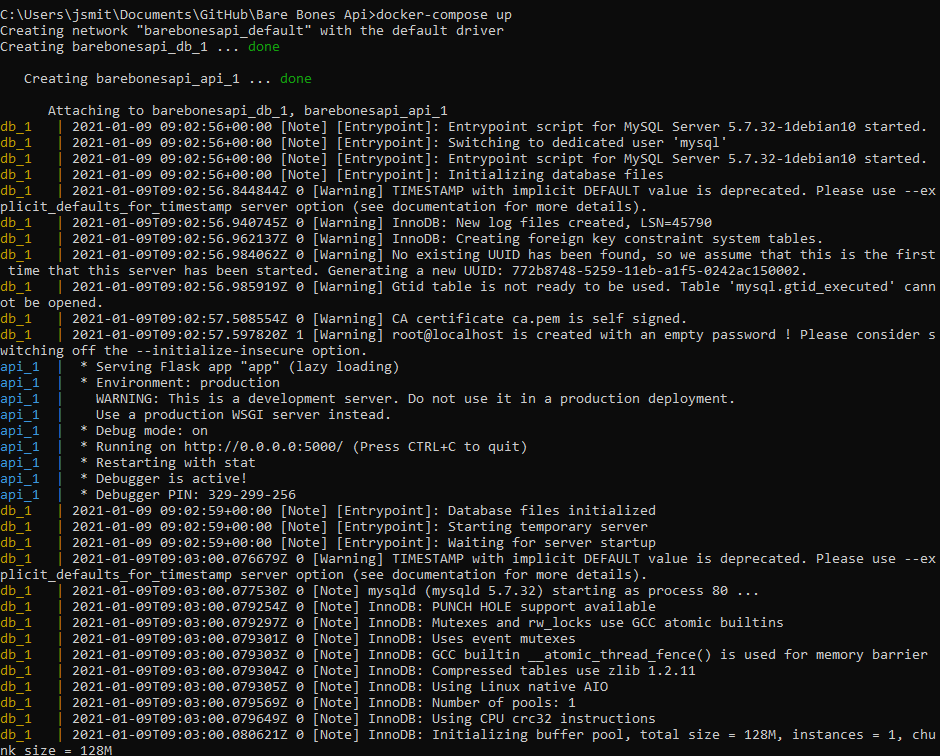 C:\Users\jsmit\Documents\GitHub\Bare Bones Api>docker-compose up
Creating network "barebonesapi_default" with the default driver
Creating barebonesapi_db_1 ... done
Creating barebonesapi_api_1 ... done
Attaching to barebonesapi_db_1, barebonesapi_api_1
db_1   | 2021-01-09 09:02:56+00:00 [Note] [Entrypoint]: Entrypoint script for MySQL Server 5.7.32-1debian10 started.
db_1   | 2021-01-09 09:02:56+00:00 [Note] [Entrypoint]: Switching to dedicated user 'mysql'
db_1   | 2021-01-09 09:02:56+00:00 [Note] [Entrypoint]: Entrypoint script for MySQL Server 5.7.32-1debian10 started.
db_1   | 2021-01-09 09:02:56+00:00 [Note] [Entrypoint]: Initializing database files
db_1   | 2021-01-09T09:02:56.844844Z 0 [Warning] TIMESTAMP with implicit DEFAULT value is deprecated. Please use --ex
plicit_defaults_for_timestamp server option (see documentation for more details).
db_1   | 2021-01-09T09:02:56.940745Z 0 [Warning] InnoDB: New log files created, LSN=45790
db_1   | 2021-01-09T09:02:56.962137Z 0 [Warning] InnoDB: Creating foreign key constraint system tables.
db_1   | 2021-01-09T09:02:56.984062Z 0 [Warning] No existing UUID has been found, so we assume that this is the first
 time that this server has been started. Generating a new UUID: 772b8748-5259-11eb-a1f5-0242ac150002.
db_1   | 2021-01-09T09:02:56.985919Z 0 [Warning] Gtid table is not ready to be used. Table 'mysql.gtid_executed' cann
ot be opened.
db_1   | 2021-01-09T09:02:57.508554Z 0 [Warning] CA certificate ca.pem is self signed.
db_1   | 2021-01-09T09:02:57.597820Z 1 [Warning] root@localhost is created with an empty password ! Please consider s
witching off the --initialize-insecure option.
api_1  |  * Serving Flask app "app" (lazy loading)
api_1  |  * Environment: production
api_1  |    WARNING: This is a development server. Do not use it in a production deployment.
api_1  |    Use a production WSGI server instead.
api_1  |  * Debug mode: on
api_1  |  * Running on http://0.0.0.0:5000/ (Press CTRL+C to quit)
api_1  |  * Restarting with stat
api_1  |  * Debugger is active!
api_1  |  * Debugger PIN: 329-299-256
db_1   | 2021-01-09 09:02:59+00:00 [Note] [Entrypoint]: Database files initialized
db_1   | 2021-01-09 09:02:59+00:00 [Note] [Entrypoint]: Starting temporary server
db_1   | 2021-01-09 09:02:59+00:00 [Note] [Entrypoint]: Waiting for server startup
db_1   | 2021-01-09T09:03:00.076679Z 0 [Warning] TIMESTAMP with implicit DEFAULT value is deprecated. Please use --ex
plicit_defaults_for_timestamp server option (see documentation for more details).
db_1   | 2021-01-09T09:03:00.077530Z 0 [Note] mysqld (mysqld 5.7.32) starting as process 80 ...
db_1   | 2021-01-09T09:03:00.079254Z 0 [Note] InnoDB: PUNCH HOLE support available
db_1   | 2021-01-09T09:03:00.079297Z 0 [Note] InnoDB: Mutexes and rw_locks use GCC atomic builtins
db_1   | 2021-01-09T09:03:00.079301Z 0 [Note] InnoDB: Uses event mutexes
db_1   | 2021-01-09T09:03:00.079303Z 0 [Note] InnoDB: GCC builtin __atomic_thread_fence() is used for memory barrier
db_1   | 2021-01-09T09:03:00.079304Z 0 [Note] InnoDB: Compressed tables use zlib 1.2.11
db_1   | 2021-01-09T09:03:00.079305Z 0 [Note] InnoDB: Using Linux native AIO
db_1   | 2021-01-09T09:03:00.079569Z 0 [Note] InnoDB: Number of pools: 1
db_1   | 2021-01-09T09:03:00.079649Z 0 [Note] InnoDB: Using CPU crc32 instructions
db_1   | 2021-01-09T09:03:00.080621Z 0 [Note] InnoDB: Initializing buffer pool, total size = 128M, instances = 1, chu
nk size = 128M